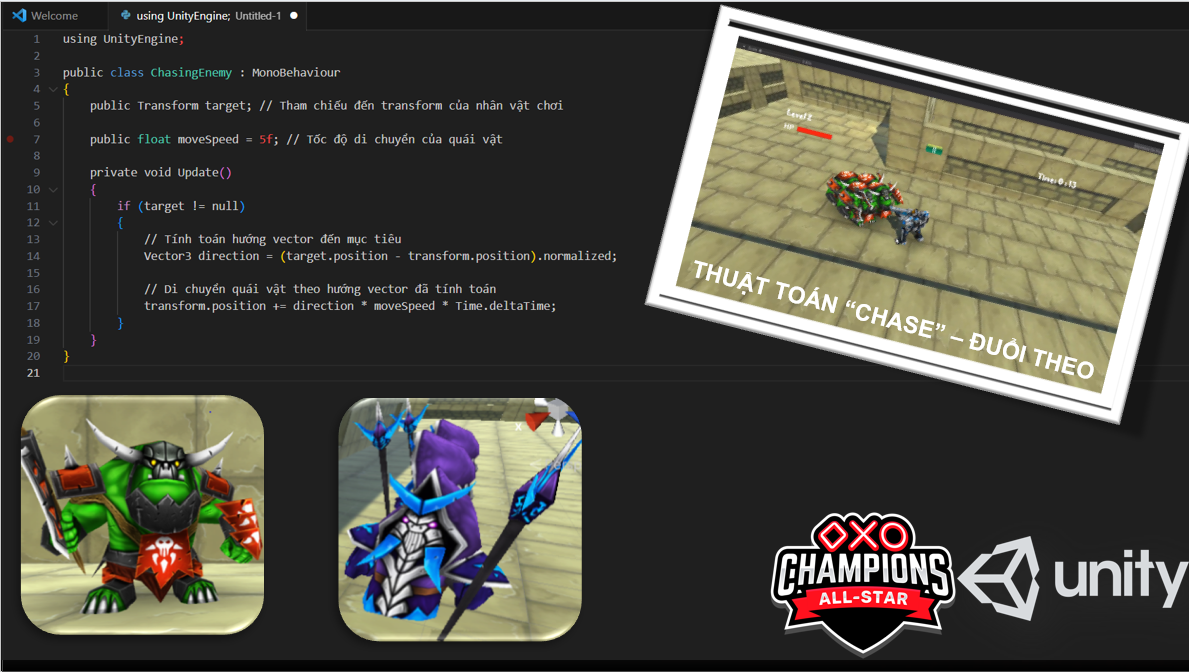 Welcome
using UnityEngine; Untitled-1
1 using UnityEngine;
2
3 public class ChasingEnemy : MonoBehaviour
4 {
5 public Transform target; // Tham chiếu đến transform của nhân vật chơi
6
7 public float moveSpeed = 5f; // Tốc độ di chuyển của quái vật
8
9 private void Update()
10 {
11 if (target != null)
12 {
13 // Tính toán hướng vector đến mục tiêu
14 Vector3 direction = (target.position - transform.position).normalized;
15
16 // Di chuyển quái vật theo hướng vector đã tính toán
17 transform.position += direction * moveSpeed * Time.deltaTime;
18 }
19 }
20 }
21
Level 2
HP
Time: 0:13
THUẬT TOÁN “CHASE” – ĐUỔI THEO
x
OXO
CHAMPIONS
ALL-STAR
unity